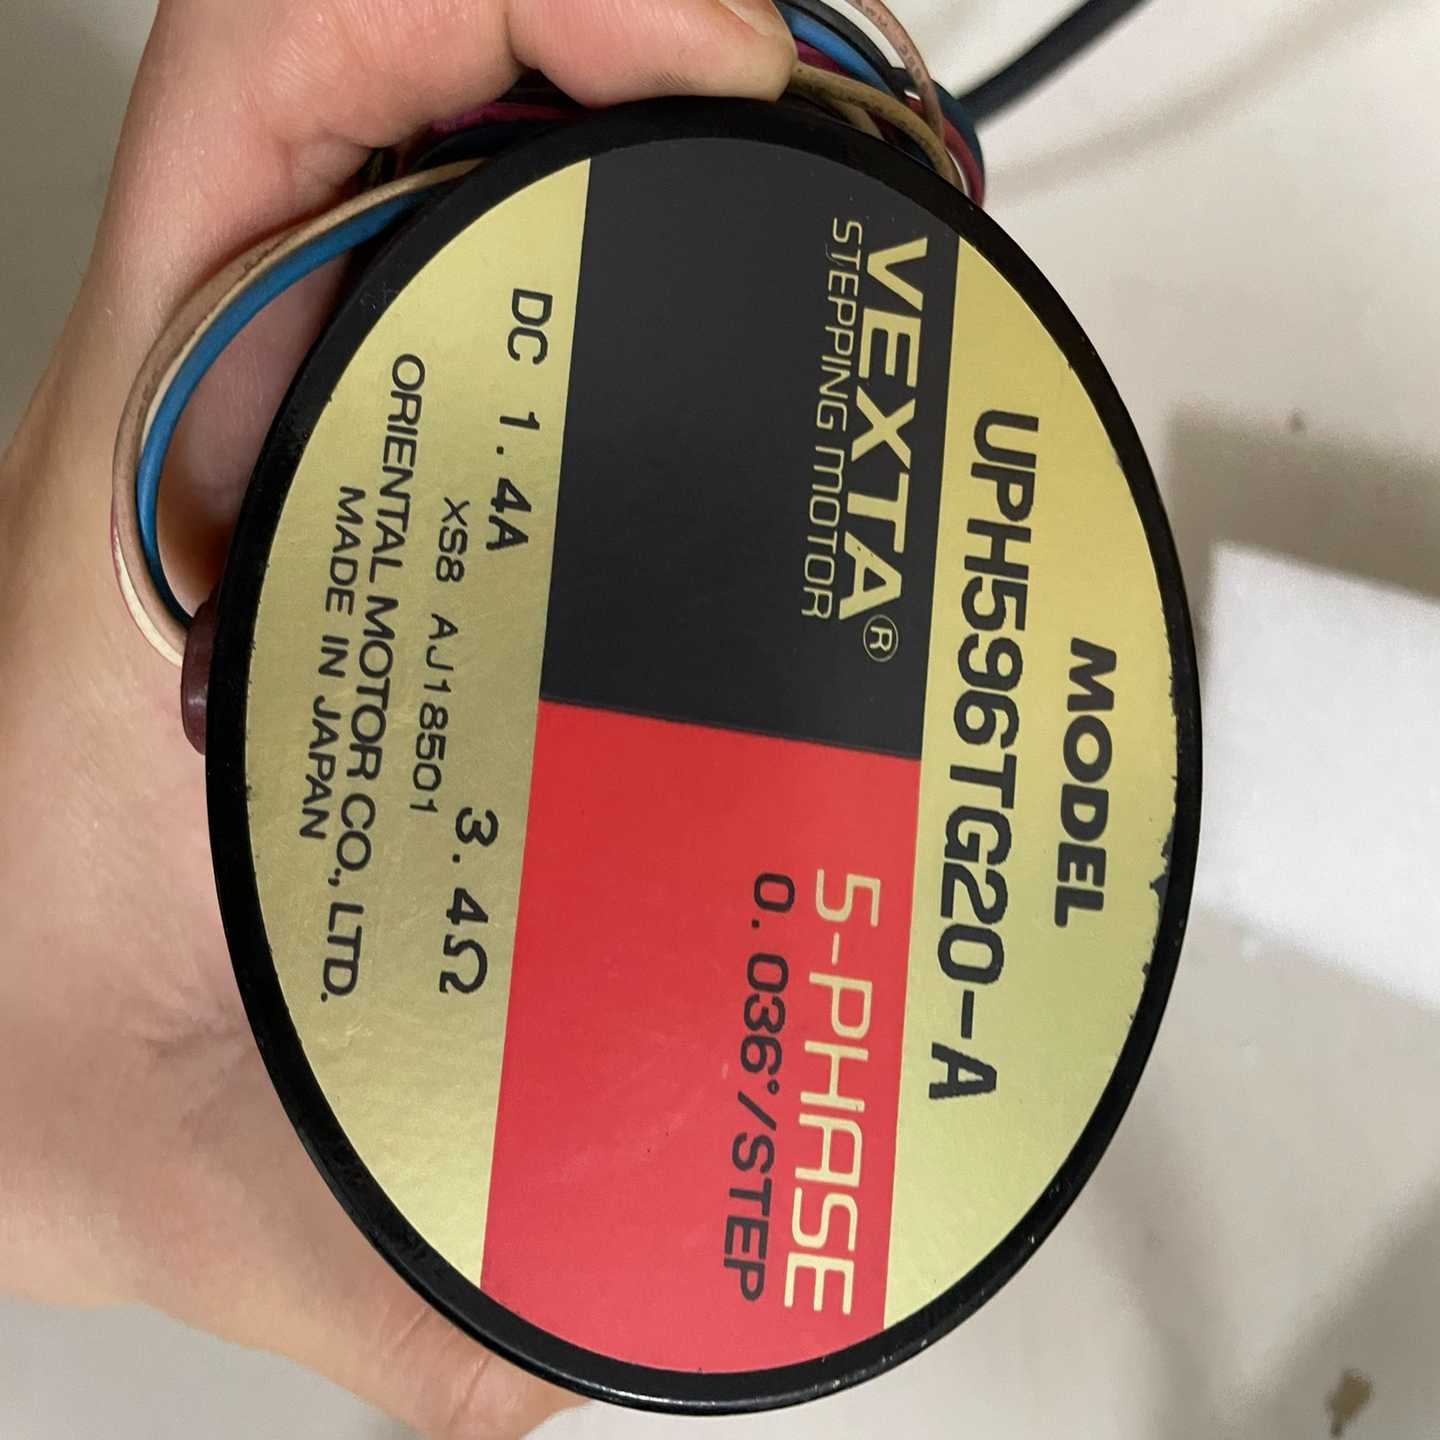 MODEL
UPH596TG20-A
VEXTA®
STEPPING MOTOR
5-PHASE
0.036°/STEP
DC 1.4A 3.4Ω
XS8 AJ18501
ORIENTAL MOTOR CO., LTD.
MADE IN JAPAN